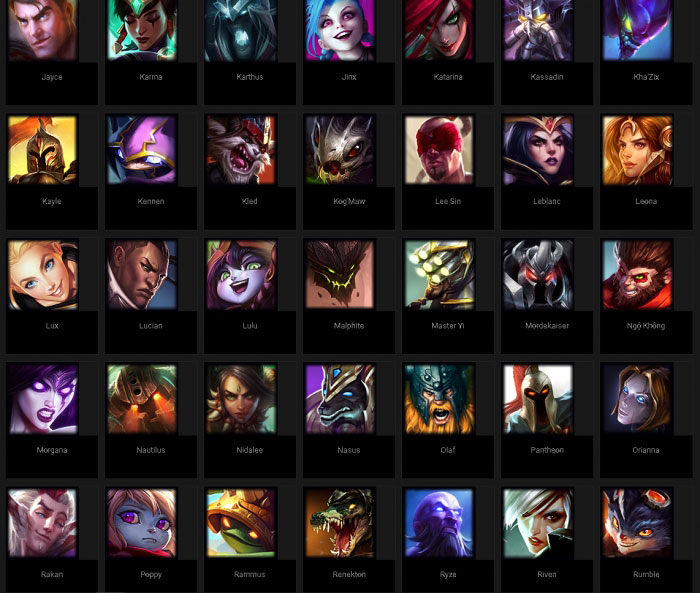 Jayce
Karma
Karthus
Jinx
Katarina
Kassadin
Kha'Zix
Kayle
Kennen
Kled
Kog'Maw
Lee Sin
Leblanc
Leona
Lux
Lucian
Lulu
Malphite
Master Yi
Mordekaiser
Ngộ Không
Morgana
Nautilus
Nidalee
Nasus
Olaf
Pantheon
Orianna
Rakan
Poppy
Rammus
Renekton
Ryze
Riven
Rumble